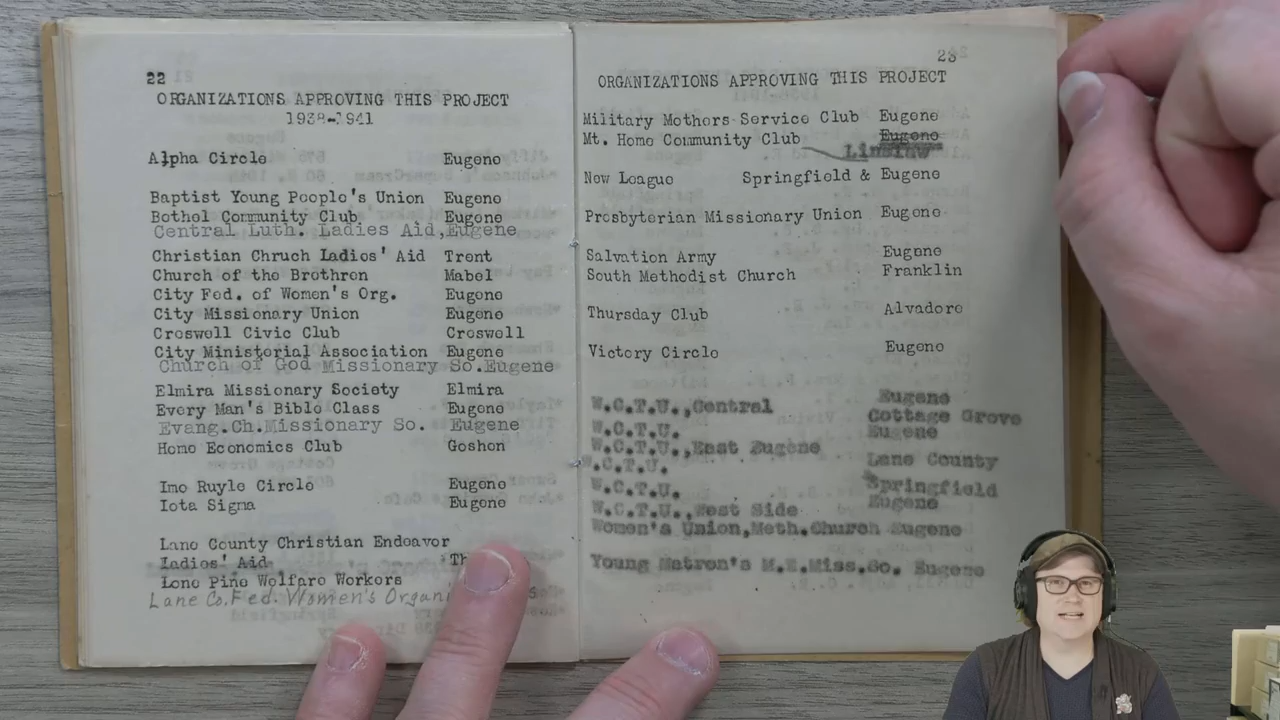 22
ORGANIZATIONS APPROVING THIS PROJECT
1938-1941
Alpha Circle Eugene
Baptist Young People's Union Eugene
Bethel Community Club Eugene
Central Luth. Ladies Aid,Eugene
Christian Chruch Ladies' Aid Trent
Church of the Brethren Mabel
City Fed. of Women's Org. Eugene
City Missionary Union Eugene
Creswell Civic Club Creswell
City Ministerial Association Eugene
Church of God Missionary So.Eugene
Elmira Missionary Society Elmira
Every Man's Bible Class Eugene
Evang.Ch.Missionary So. Eugene
Home Economics Club Goshen
Imo Ruyle Circle Eugene
Iota Sigma Eugene
Lane County Christian Endeavor
Ladies' Aid
Lone Pine Welfare Workers
Lane Co.Fed. Women's
23
ORGANIZATIONS APPROVING THIS PROJECT
Military Mothers Service Club Eugene
Mt. Home Community Club Eugene
Linslaw
New League Springfield & Eugene
Presbyterian Missionary Union Eugene
Salvation Army Eugene
South Methodist Church Franklin
Thursday Club Alvadore
Victory Circle Eugene
W.C.T.U.,Central Eugene
W.C.T.U. Cottage Grove
W.C.T.U.,East Eugene Eugene
W.C.T.U. Lane County
W.C.T.U. Springfield
W.C.T.U.,West Side Eugene
Women's Union,Meth.Church Eugene
Young Matron's M.E.Miss.So. Eugene